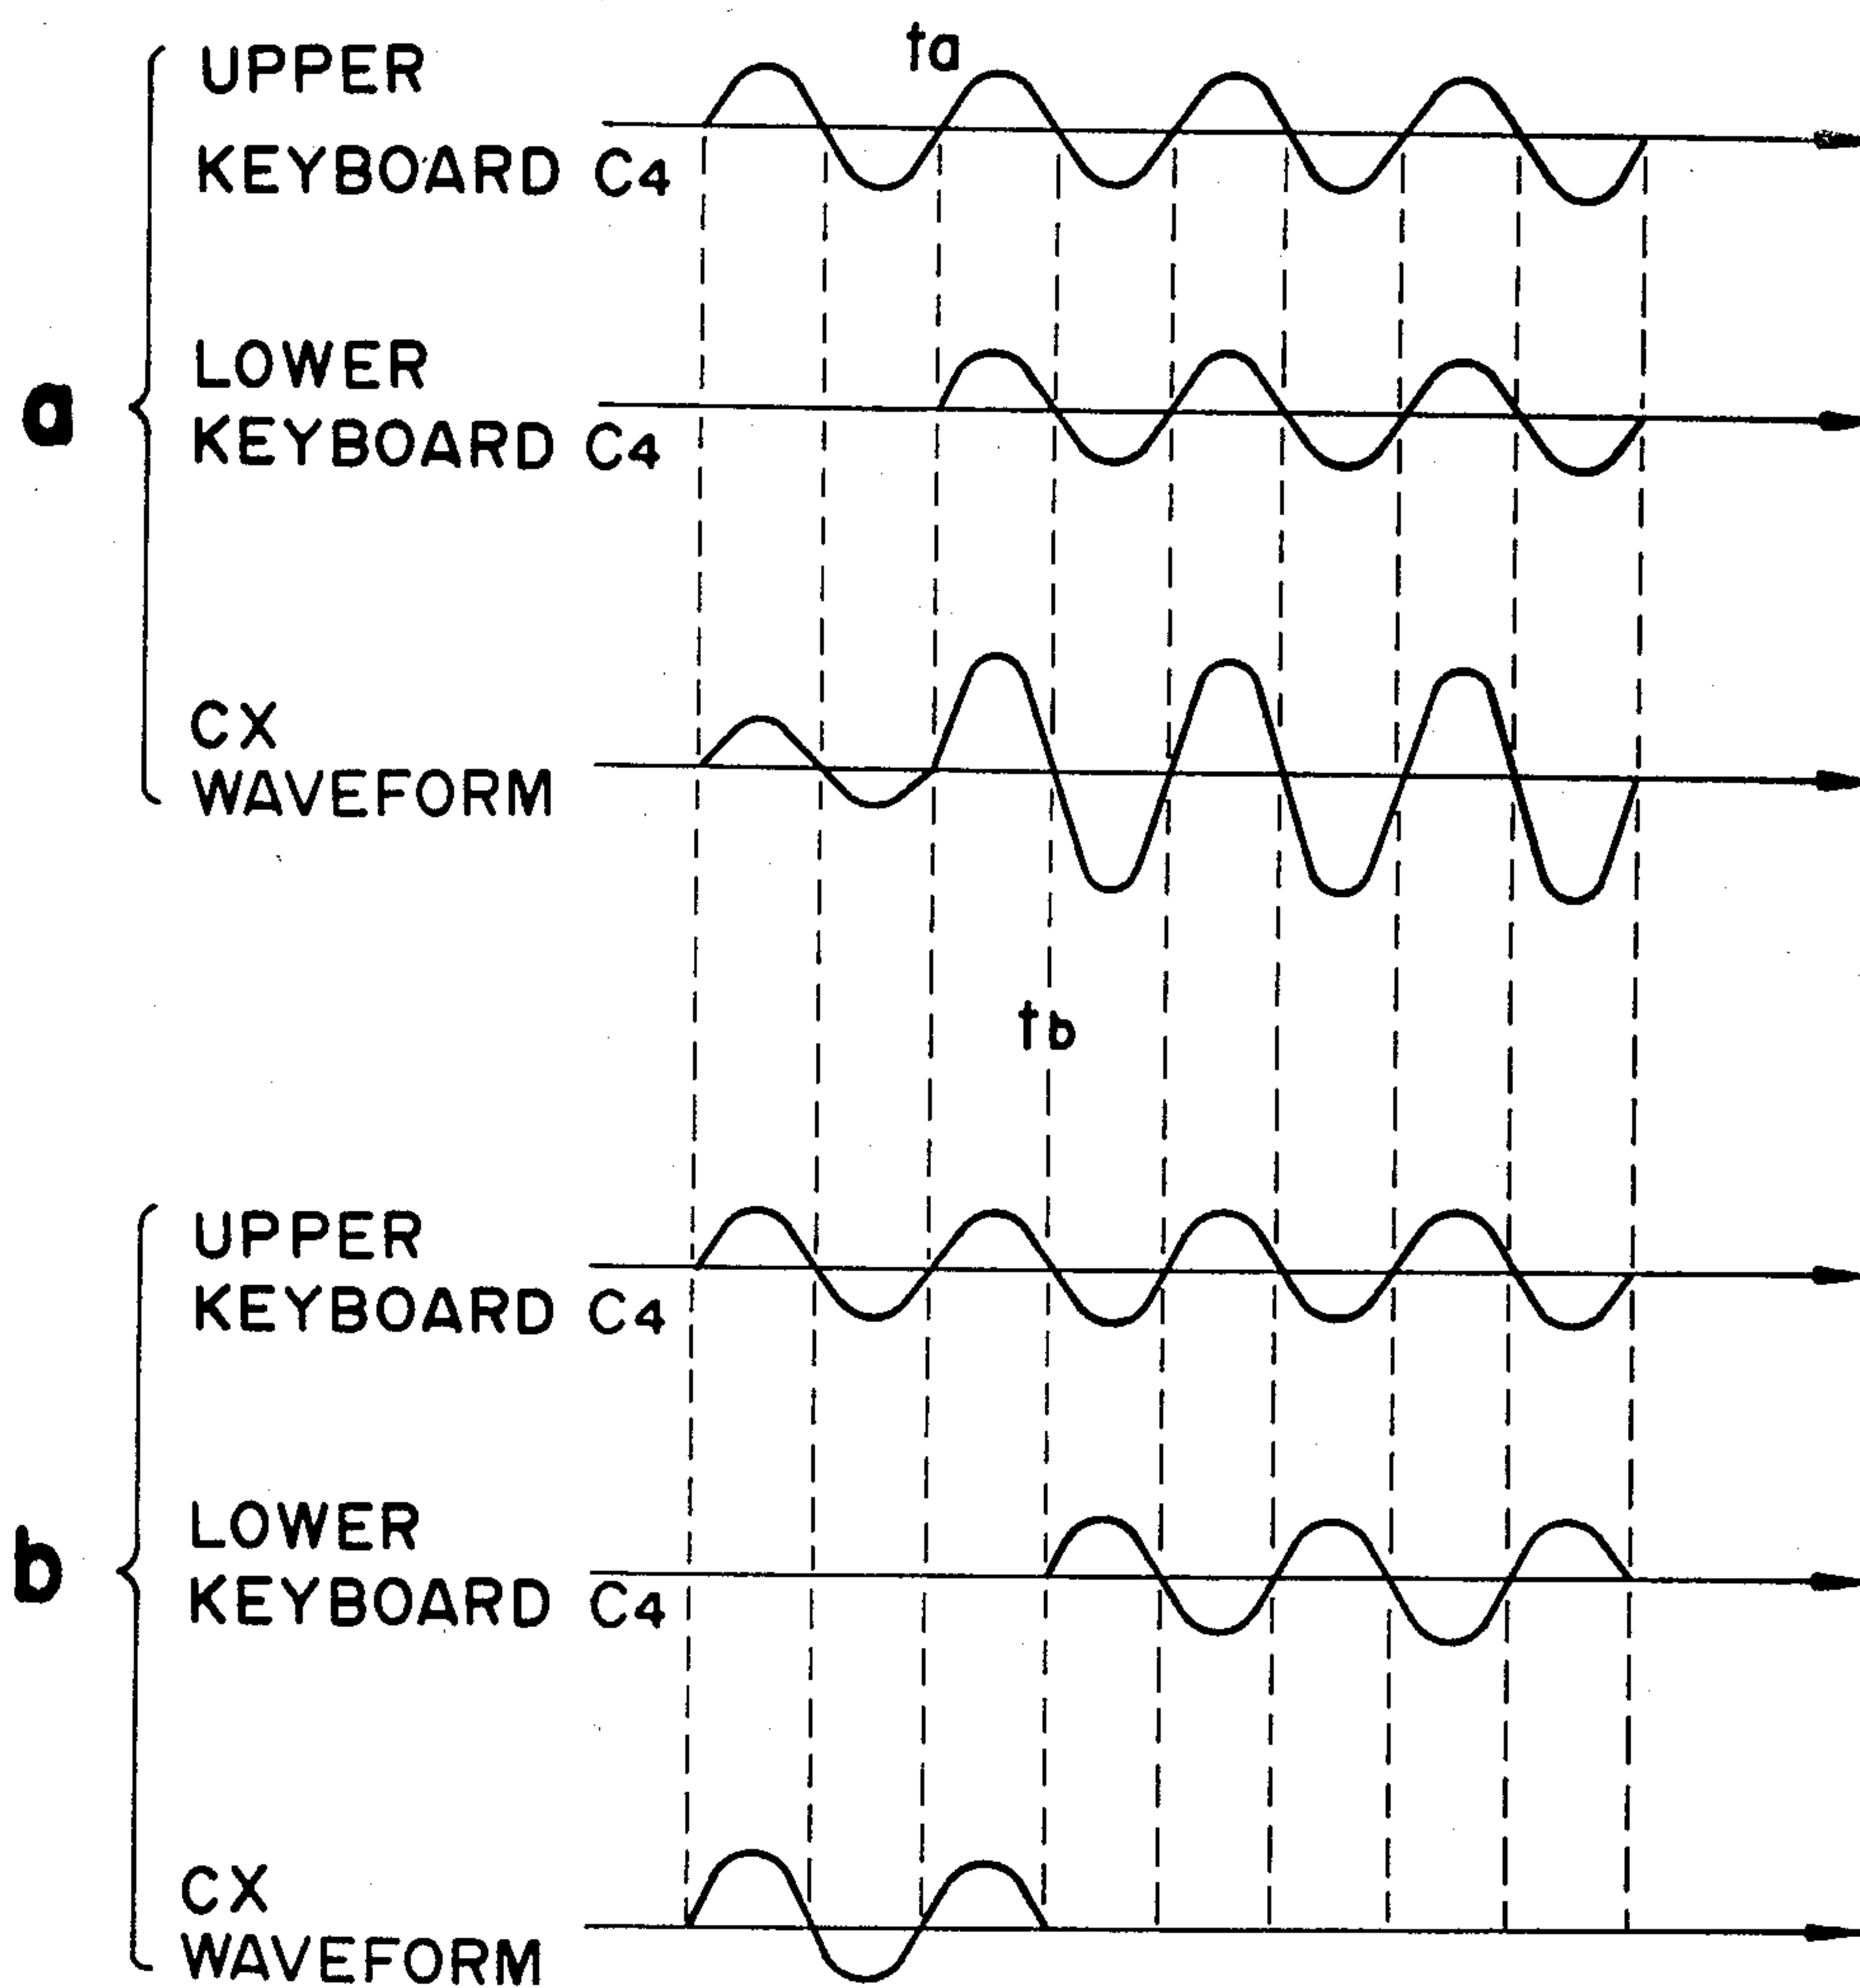 ta
UPPER
KEYBOARD C4
LOWER
KEYBOARD C4
a
CX
WAVEFORM
tb
UPPER
KEYBOARD C4
LOWER
KEYBOARD C4
b
CX
WAVEFORM